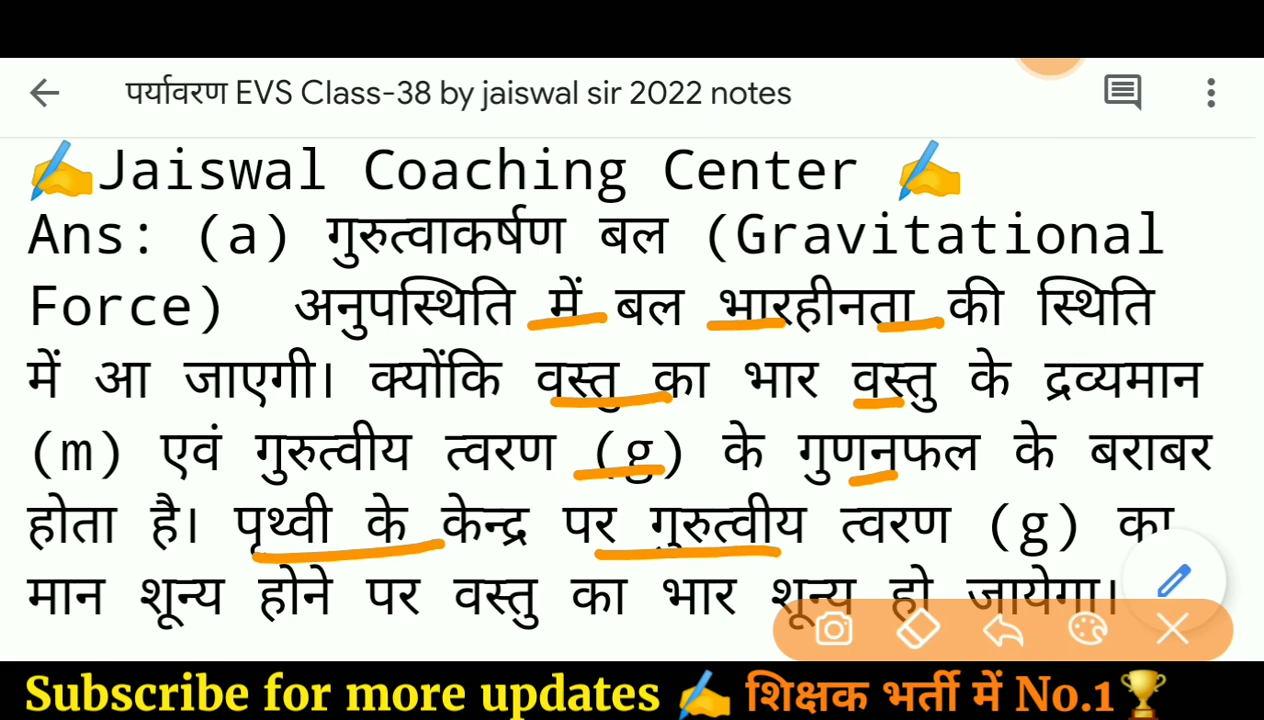 पर्यावरण EVS Class-38 by jaiswal sir 2022 notes
✍Jaiswal Coaching Center ✍
Ans: (a) गुरुत्वाकर्षण बल (Gravitational
Force) अनुपस्थिति में बल भारहीनता की स्थिति
में आ जाएगी। क्योंकि वस्तु का भार वस्तु के द्रव्यमान
(m) एवं गुरुत्वीय त्वरण (g) के गुणनफल के बराबर
होता है। पृथ्वी के केन्द्र पर गुरुत्वीय त्वरण (g) का
मान शून्य होने पर वस्तु का भार शून्य हो जायेगा।
Subscribe for more updates ✍ शिक्षक भर्ती में No.1🏆